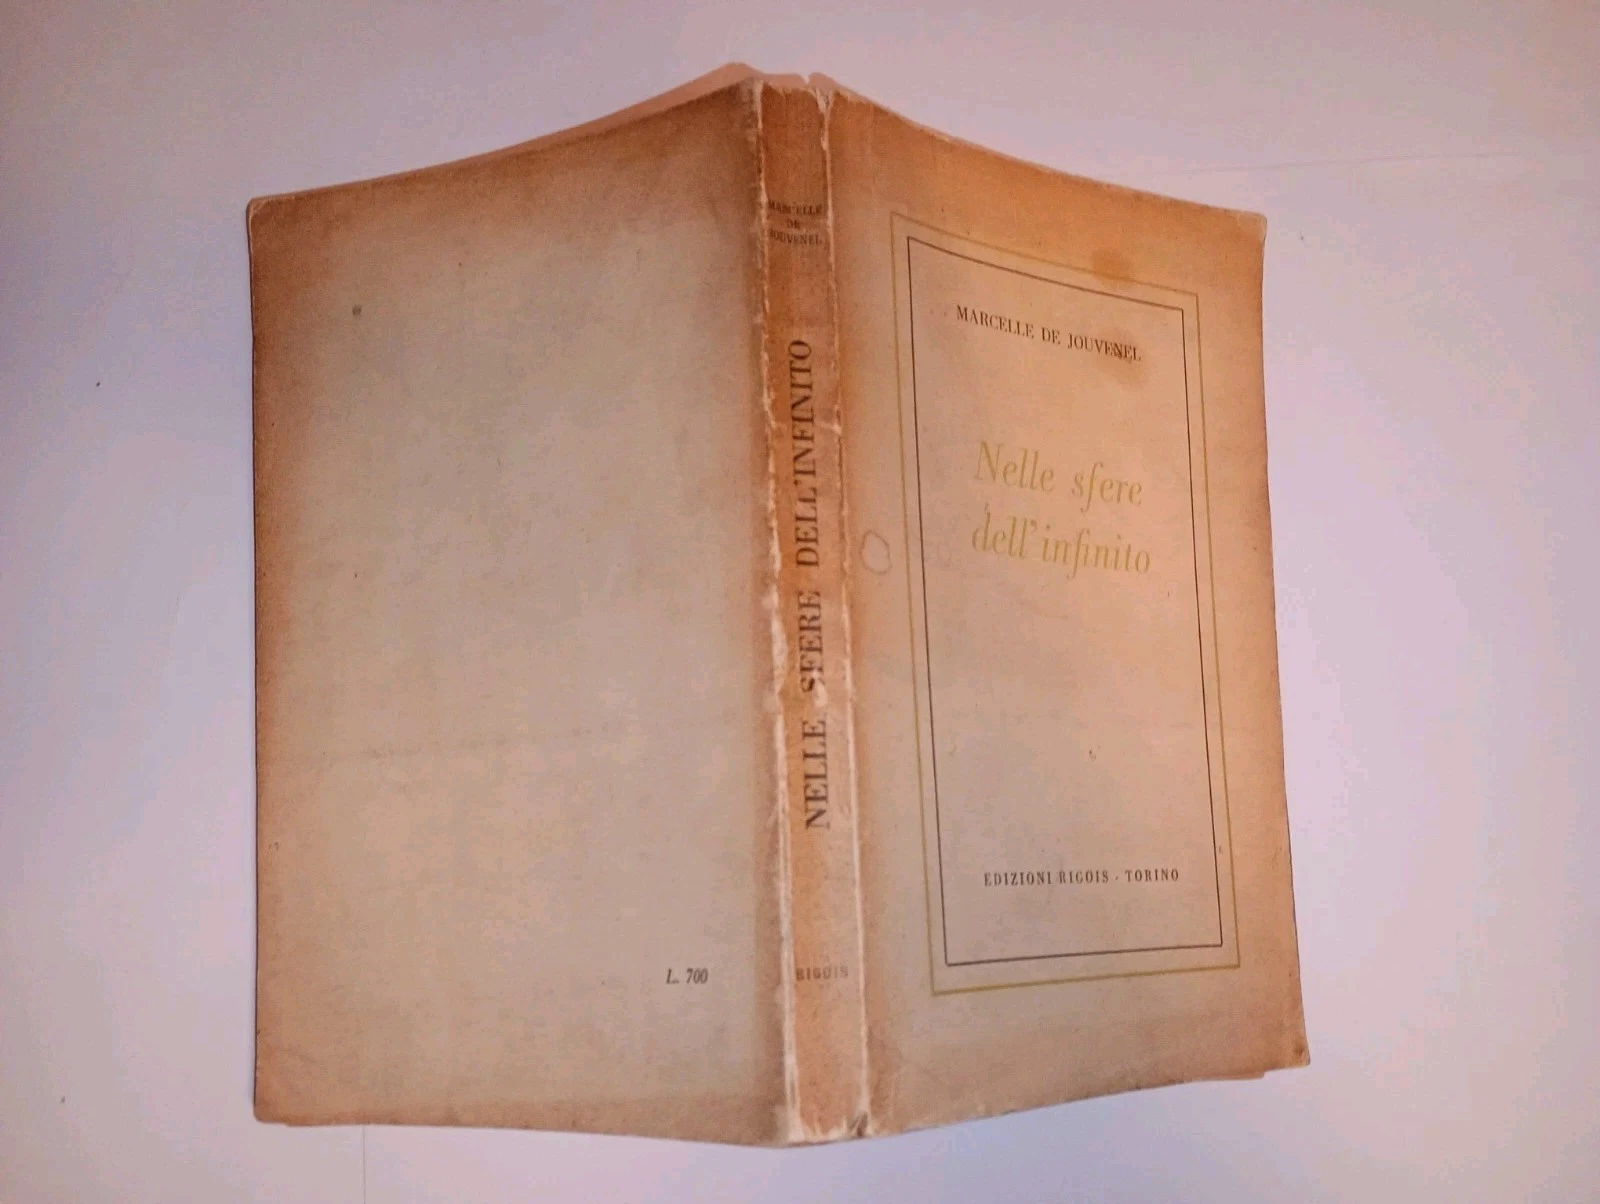 L. 700
MARCELLE
DE
JOUVENEL
NELLE SFERE DELL'INFINITO
RIGOIS
MARCELLE DE JOUVENEL
Nelle sfere
dell'infinito
EDIZIONI RIGOIS - TORINO